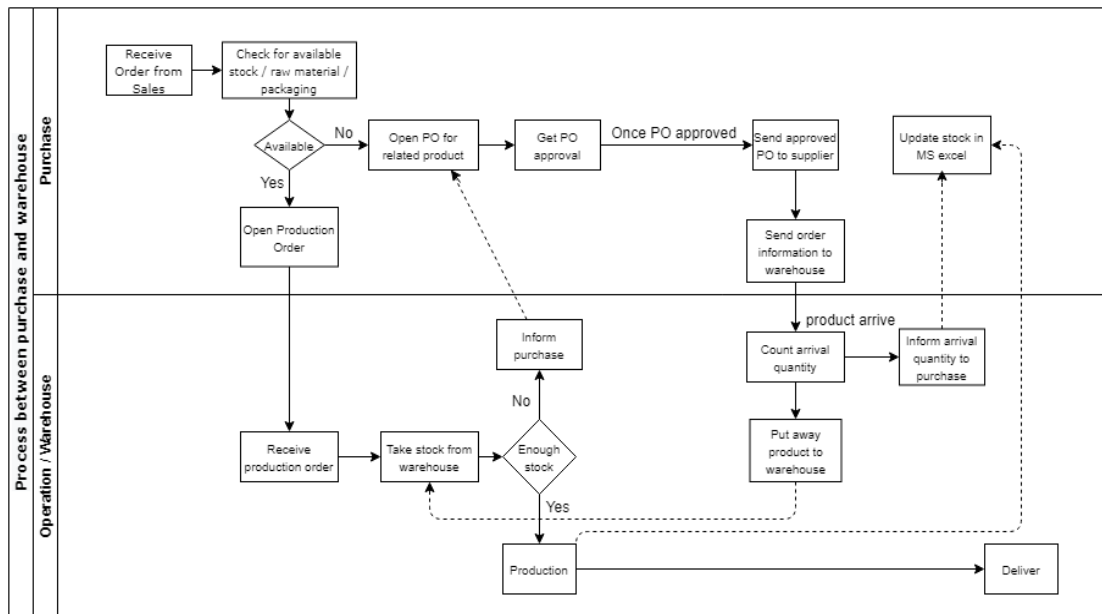 Process between purchase and warehouse
Purchase
Receive
Order from
Sales
Check for available
stock / raw material /
packaging
Available
No
Yes
Open PO for
related product
Get PO
approval
Once PO approved
Send approved
PO to supplier
Update stock in
MS excel
Open Production
Order
Send order
information to
warehouse
Operation / Warehouse
Inform
purchase
product arrive
Count arrival
quantity
Inform arrival
quantity to
purchase
No
Receive
production order
Take stock from
warehouse
Enough
stock
Put away
product to
warehouse
Yes
Production
Deliver